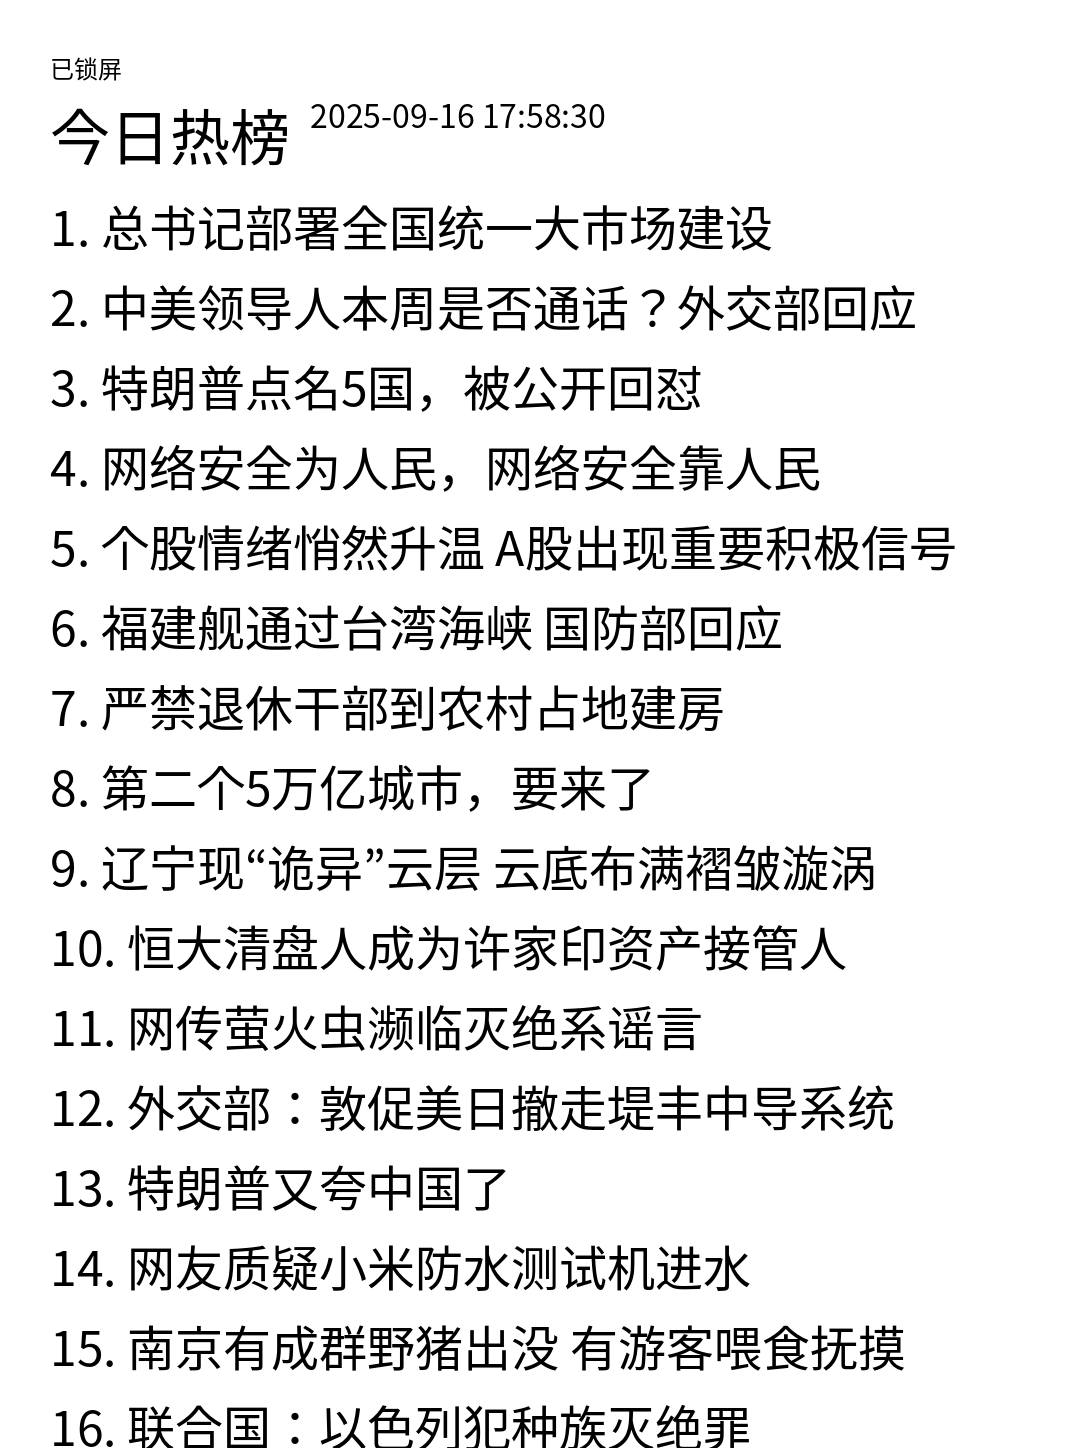 已锁屏
今日热榜 2025-09-16 17:58:30
1. 总书记部署全国统一大市场建设
2. 中美领导人本周是否通话？外交部回应
3. 特朗普点名5国，被公开回怼
4. 网络安全为人民，网络安全靠人民
5. 个股情绪悄然升温 A股出现重要积极信号
6. 福建舰通过台湾海峡 国防部回应
7. 严禁退休干部到农村占地建房
8. 第二个5万亿城市，要来了
9. 辽宁现“诡异”云层 云底布满褶皱漩涡
10. 恒大清盘人成为许家印资产接管人
11. 网传萤火虫濒临灭绝系谣言
12. 外交部：敦促美日撤走堤丰中导系统
13. 特朗普又夸中国了
14. 网友质疑小米防水测试机进水
15. 南京有成群野猪出没 有游客喂食抚摸
16. 联合国：以色列犯种族灭绝罪